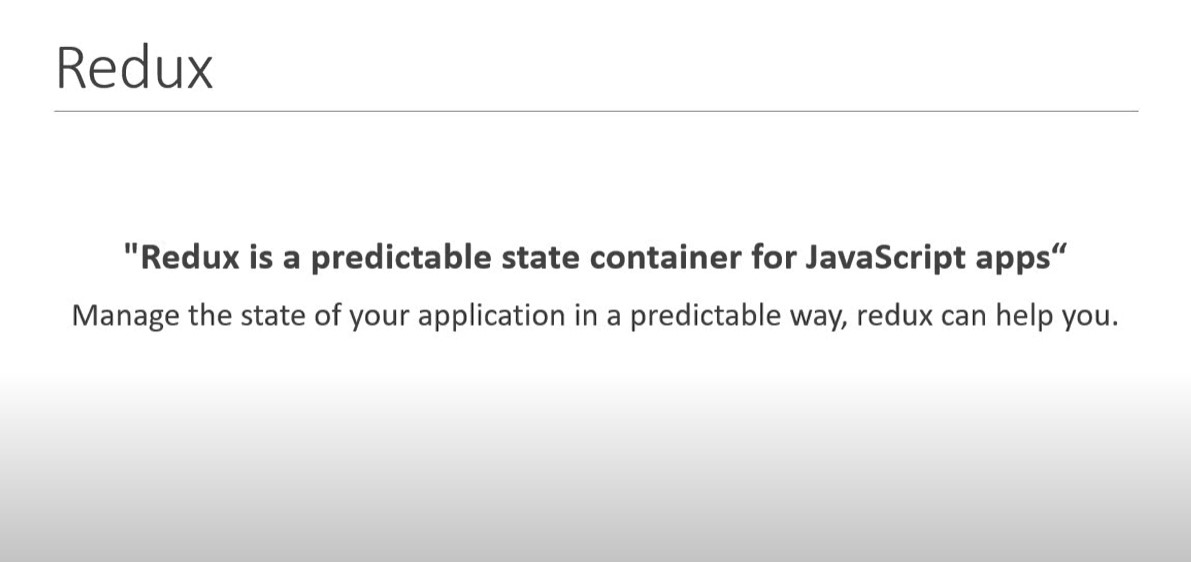 Redux
"Redux is a predictable state container for JavaScript apps“
Manage the state of your application in a predictable way, redux can help you.